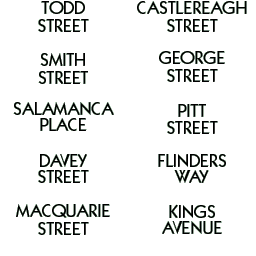 TODD
STREET
SMITH
STREET
SALAMANCA
PLACE
DAVEY
STREET
MACQUARIE
STREET
CASTLEREAGH
STREET
GEORGE
STREET
PITT
STREET
FLINDERS
WAY
KINGS
AVENUE